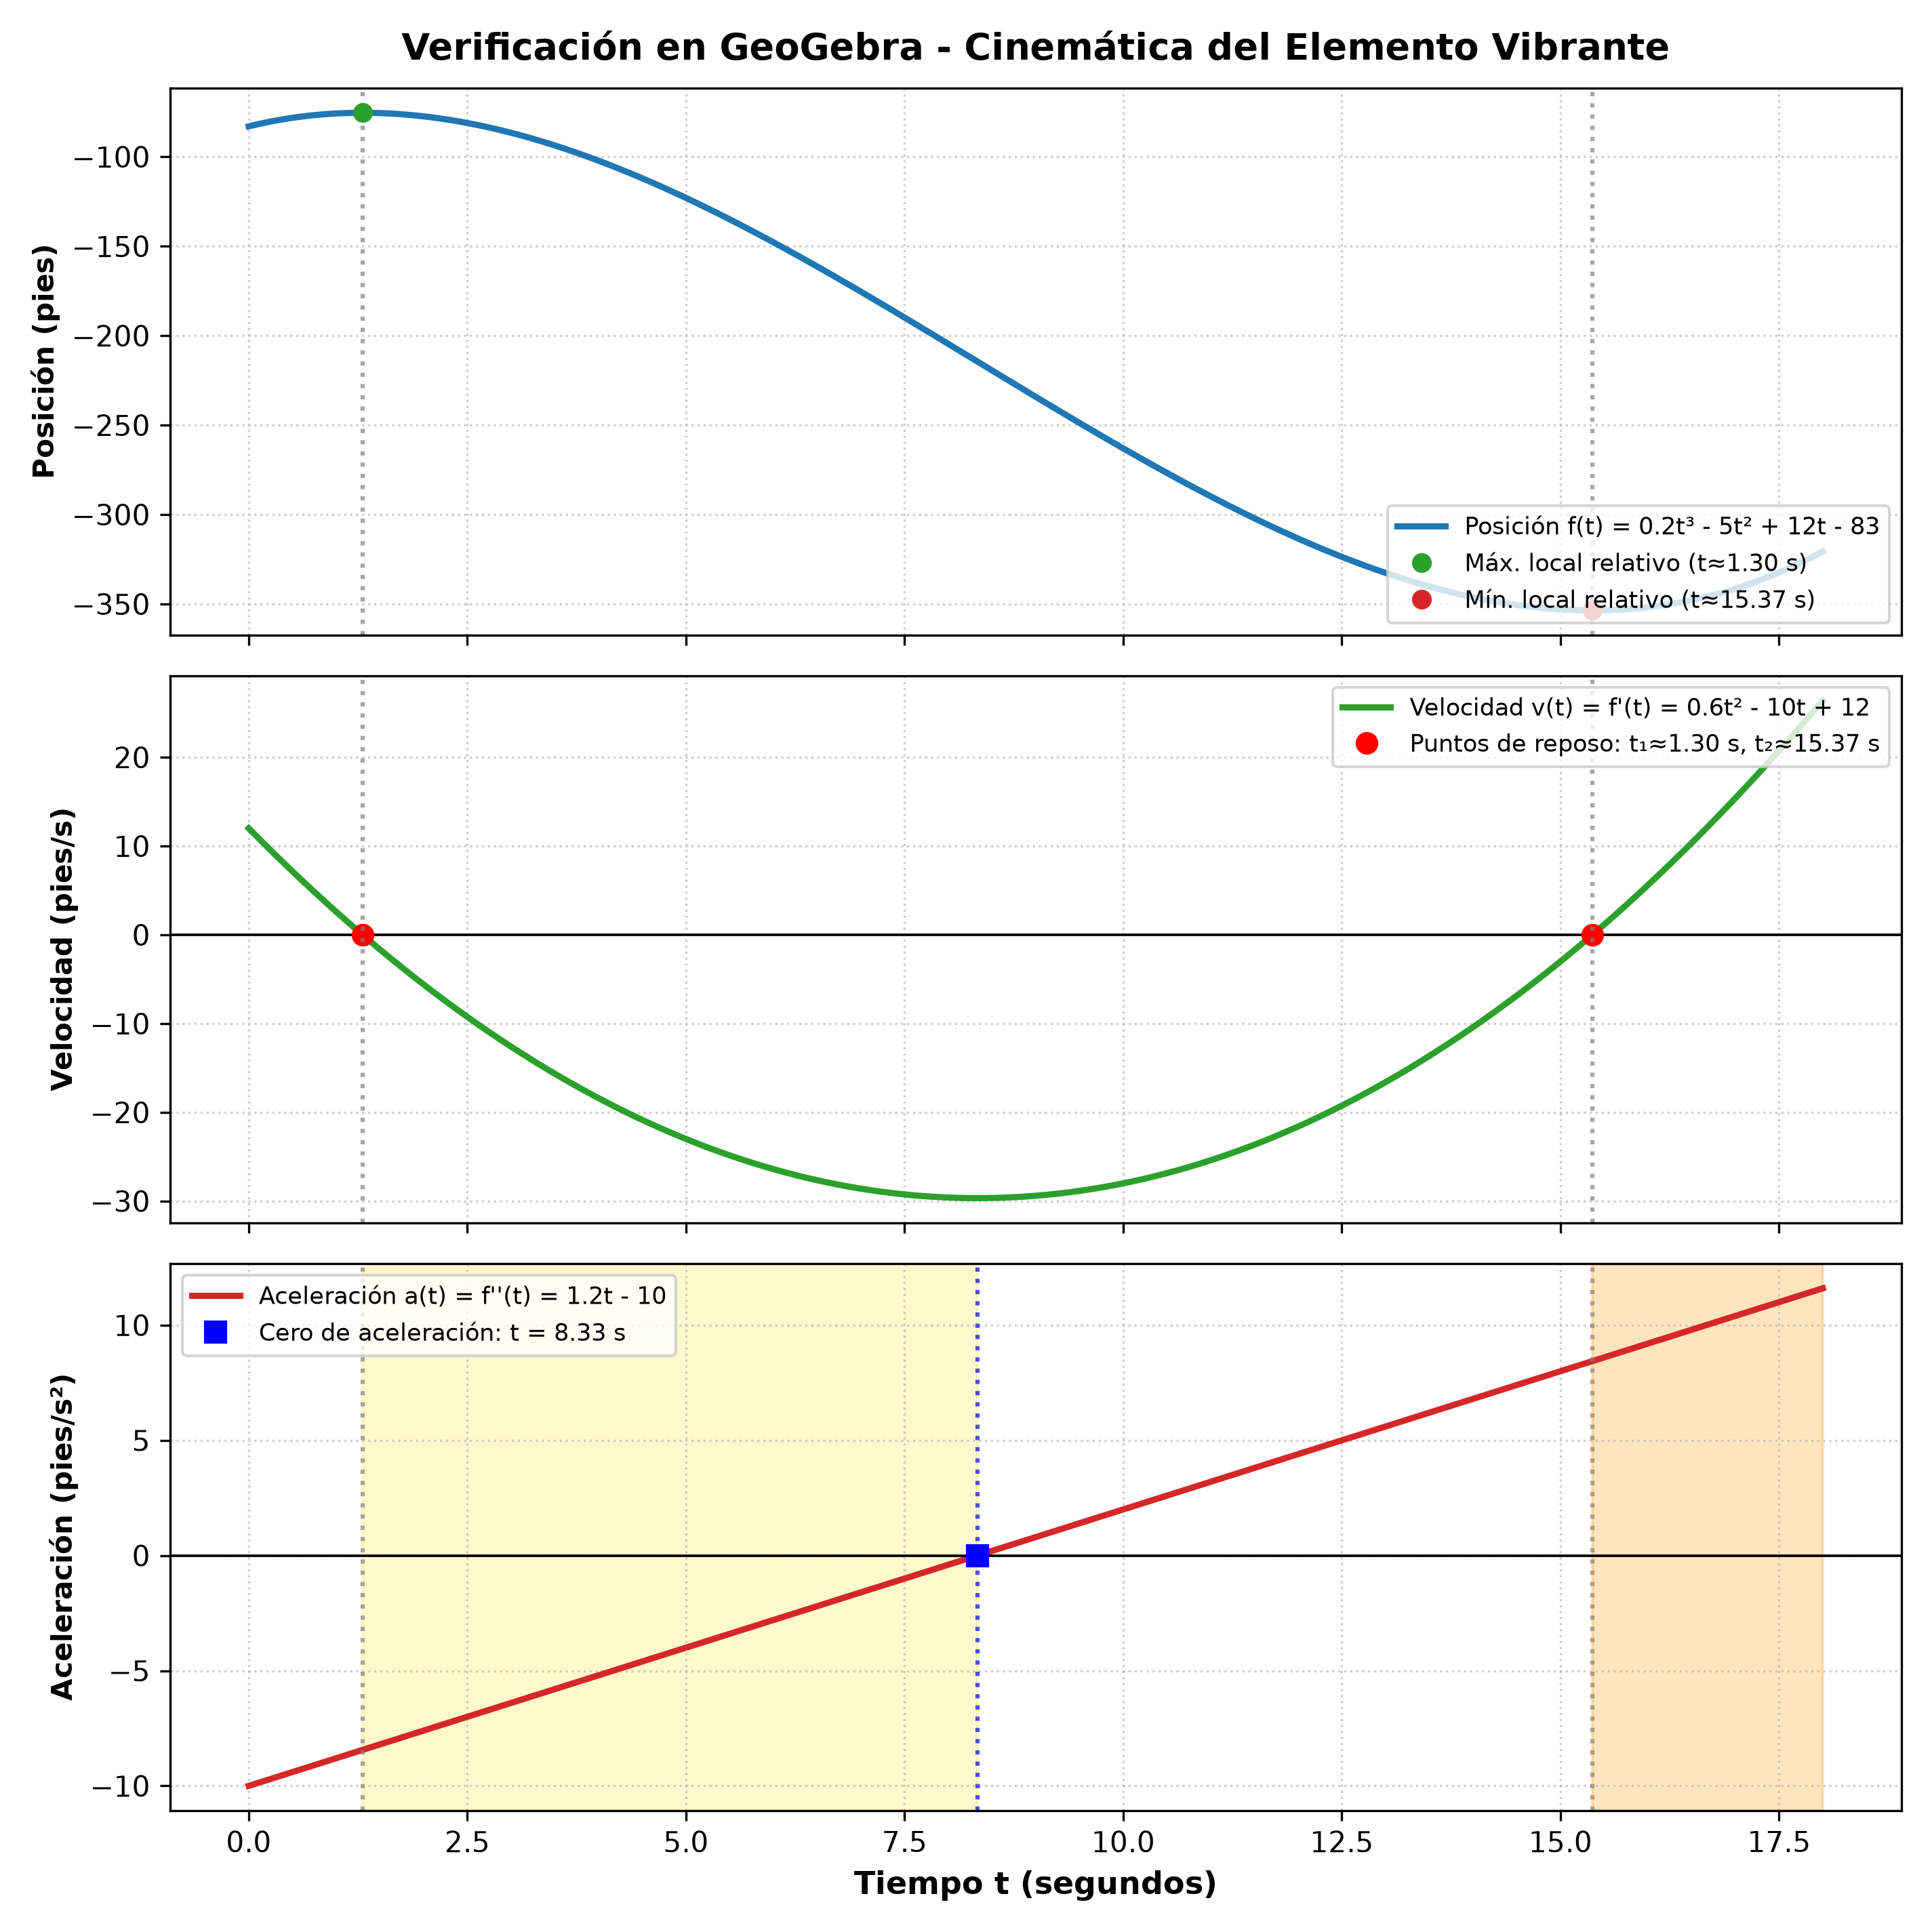 Verificación en GeoGebra - Cinemática del Elemento Vibrante
Posición (pies)
−100
−150
−200
−250
−300
−350
Posición f(t) = 0.2t³ - 5t² + 12t - 83
Máx. local relativo (t≈1.30 s)
Mín. local relativo (t≈15.37 s)
Velocidad (pies/s)
20
10
0
−10
−20
−30
Velocidad v(t) = f'(t) = 0.6t² - 10t + 12
Puntos de reposo: t₁≈1.30 s, t₂≈15.37 s
Aceleración (pies/s²)
10
5
0
−5
−10
Aceleración a(t) = f''(t) = 1.2t - 10
Cero de aceleración: t = 8.33 s
0.0 2.5 5.0 7.5 10.0 12.5 15.0 17.5
Tiempo t (segundos)